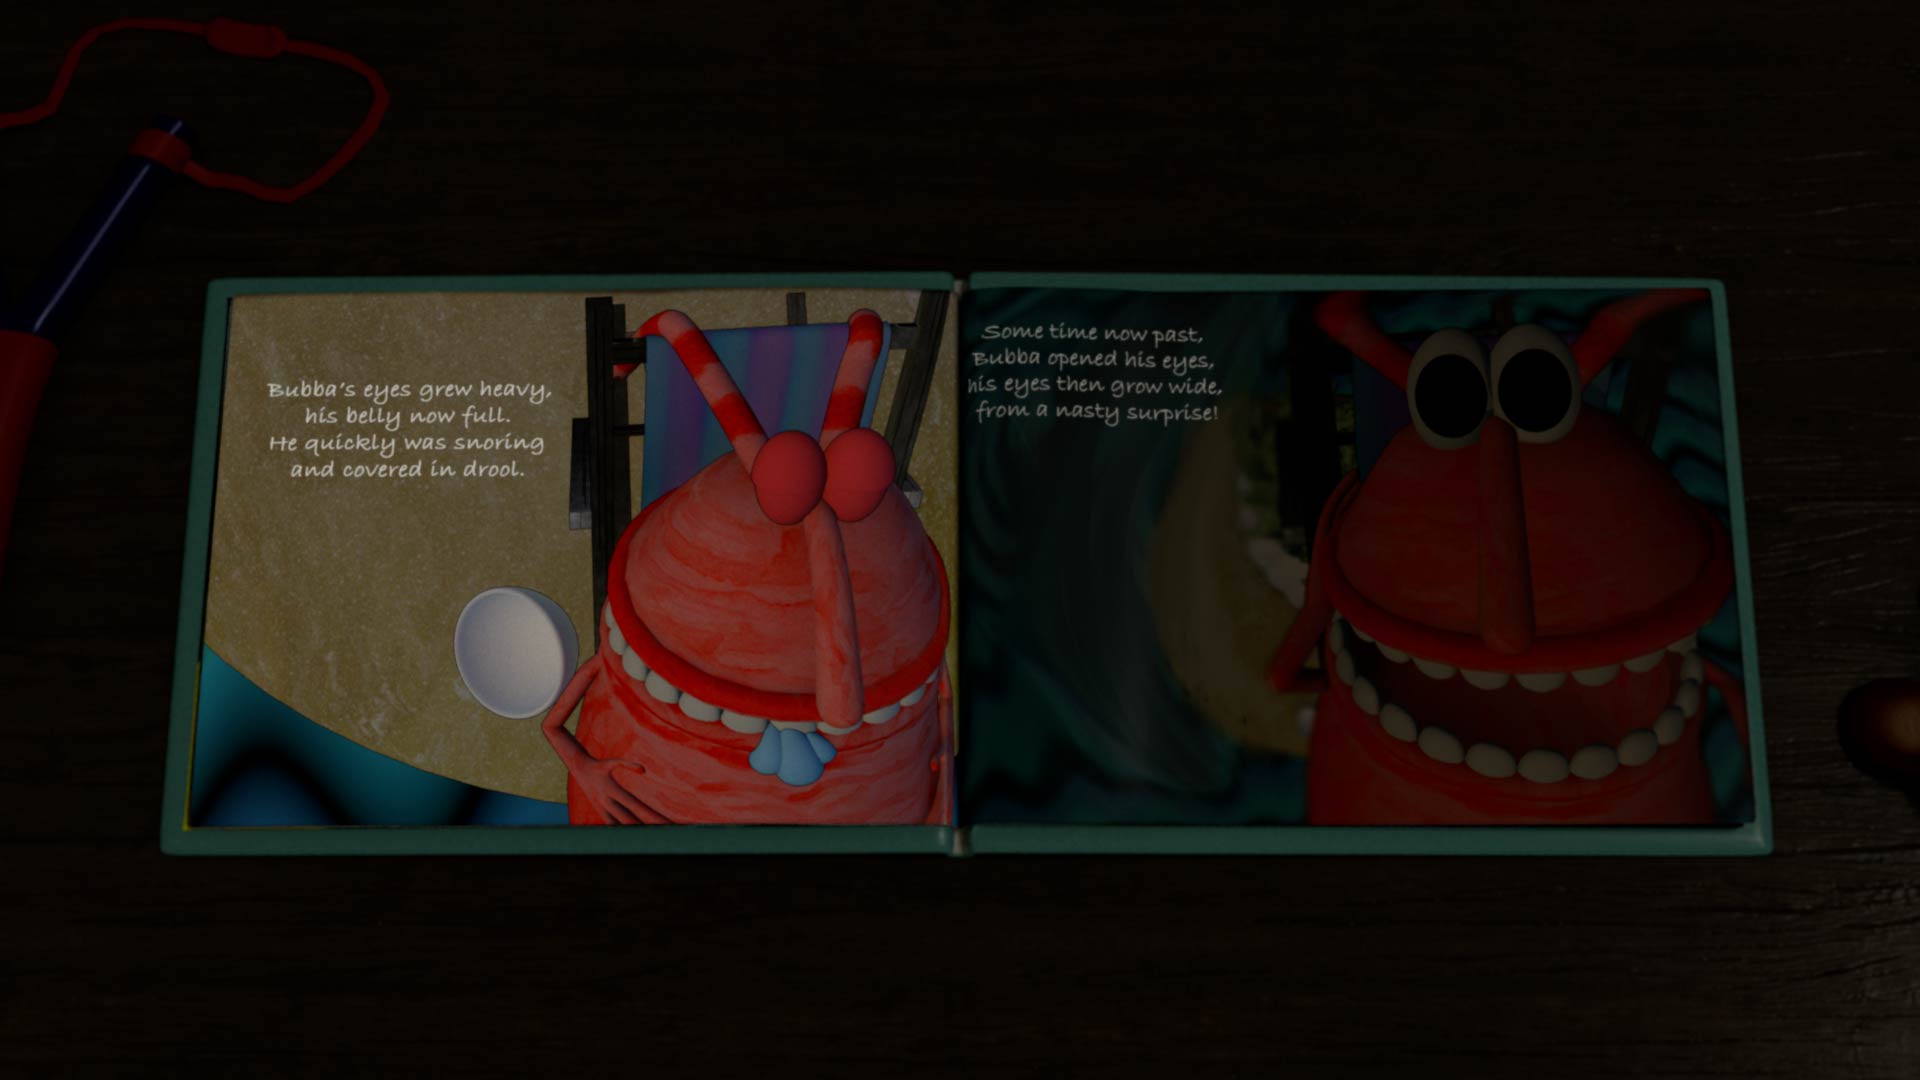 Bubba's eyes grew heavy,
his belly now full.
He quickly was snoring
and covered in drool.
Some time now past,
Bubba opened his eyes,
his eyes then grow wide,
from a nasty surprise!